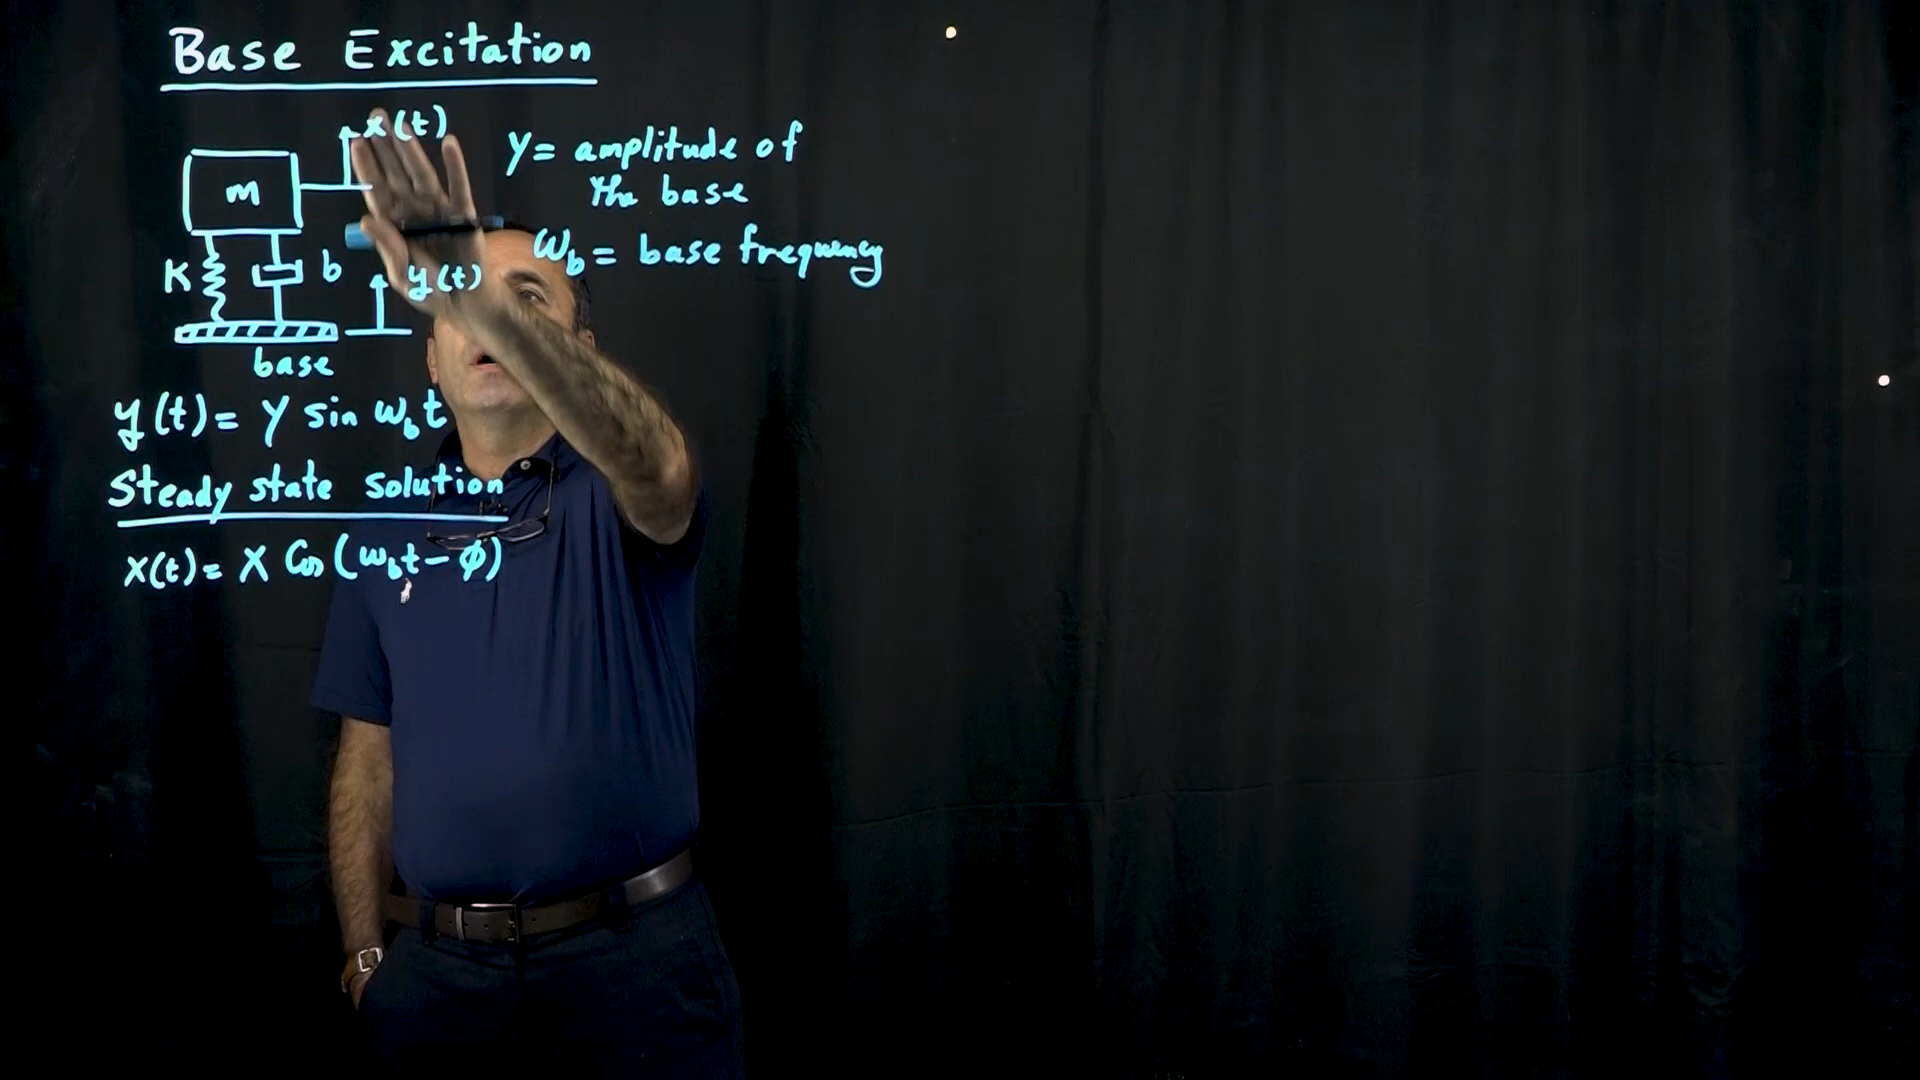 Base Excitation
x(t)
m
K
b
y(t)
base
Y = amplitude of
the base
ω_b = base frequency
y(t) = Y sin ω_b t
Steady state solution
x(t) = X Cos (ω_b t - φ)